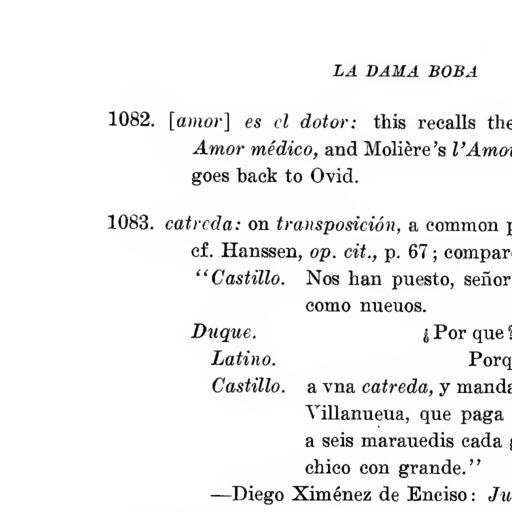 LA DAMA BOBA
1082. [amor] es el dotor: this recalls the
Amor médico, and Molière's l'Amo
goes back to Ovid.
1083. catreda: on transposición, a common p
cf. Hanssen, op. cit., p. 67; compar
"Castillo. Nos han puesto, señor
como nueuos.
Duque. ¿Por que?
Latino. Porq
Castillo. a vna catreda, y manda
Villanueua, que paga
a seis marauedis cada g
chico con grande."
—Diego Ximénez de Enciso: Ju